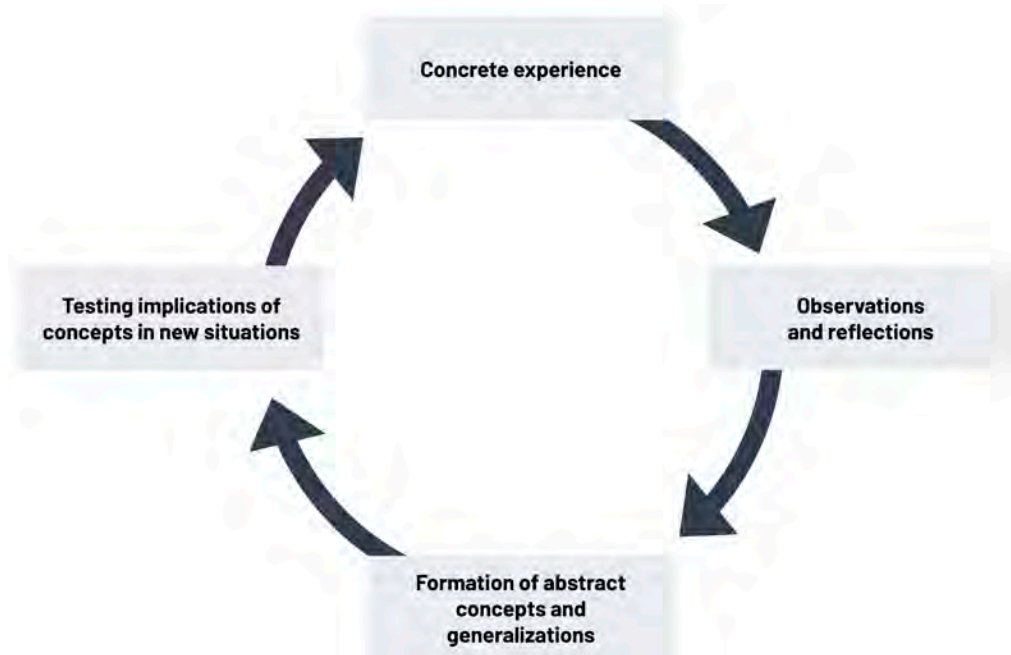 Concrete experience
Observations
and reflections
Formation of abstract
concepts and
generalizations
Testing implications of
concepts in new situations